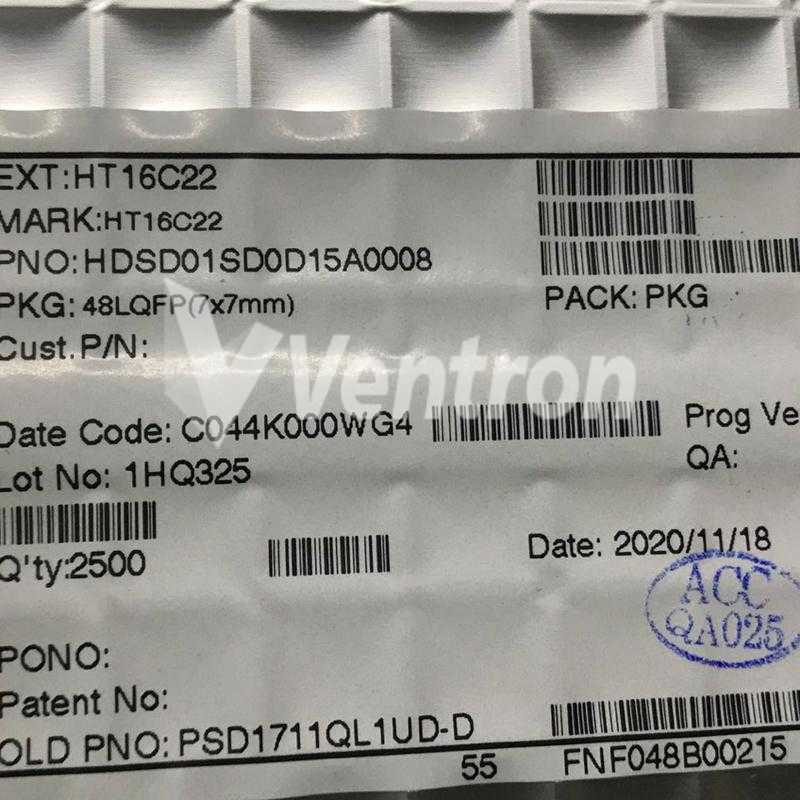 EXT:HT16C22
MARK:HT16C22
PNO:HDSD01SD0D15A0008
PKG: 48LQFP(7x7mm)
PACK: PKG
Cust. P/N:
Ventron
Date Code: C044K000WG4
Prog Ve
Lot No: 1HQ325
QA:
Q'ty:2500
Date: 2020/11/18
ACC
QA025
PONO:
Patent No:
OLD PNO: PSD1711QL1UD-D
55
FNF048B00215